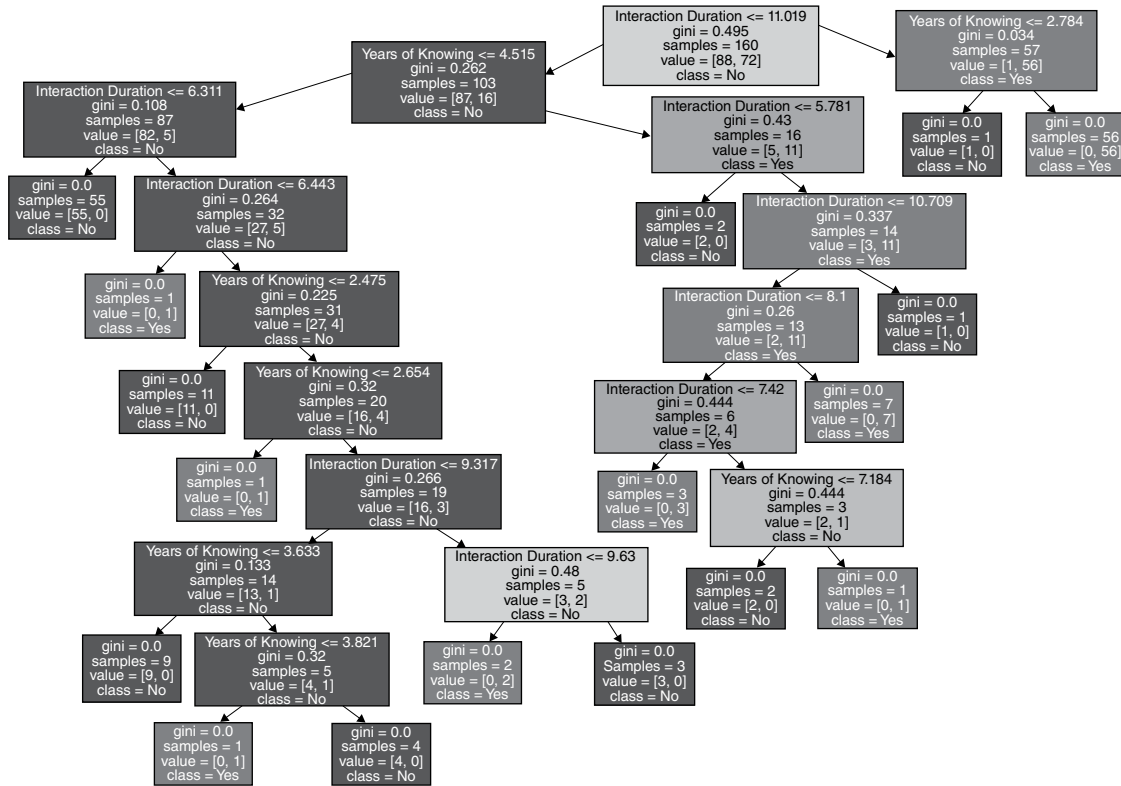 Interaction Duration <= 11.019
gini = 0.495
samples = 160
value = [88, 72]
class = No
Years of Knowing <= 2.784
gini = 0.034
samples = 57
value = [1, 56]
class = Yes
Years of Knowing <= 4.515
gini = 0.262
samples = 103
value = [87, 16]
class = No
Interaction Duration <= 6.311
gini = 0.108
samples = 87
value = [82, 5]
class = No
Interaction Duration <= 5.781
gini = 0.43
samples = 16
value = [5, 11]
class = Yes
gini = 0.0
samples = 1
value = [1, 0]
class = No
gini = 0.0
samples = 56
value = [0, 56]
class = Yes
gini = 0.0
samples = 55
value = [55, 0]
class = No
Interaction Duration <= 6.443
gini = 0.264
samples = 32
value = [27, 5]
class = No
gini = 0.0
samples = 2
value = [2, 0]
class = No
Interaction Duration <= 10.709
gini = 0.337
samples = 14
value = [3, 11]
class = Yes
gini = 0.0
samples = 1
value = [0, 1]
class = Yes
Years of Knowing <= 2.475
gini = 0.225
samples = 31
value = [27, 4]
class = No
Interaction Duration <= 8.1
gini = 0.26
samples = 13
value = [2, 11]
class = Yes
gini = 0.0
samples = 1
value = [1, 0]
class = No
gini = 0.0
samples = 11
value = [11, 0]
class = No
Years of Knowing <= 2.654
gini = 0.32
samples = 20
value = [16, 4]
class = No
Interaction Duration <= 7.42
gini = 0.444
samples = 6
value = [2, 4]
class = Yes
gini = 0.0
samples = 7
value = [0, 7]
class = Yes
gini = 0.0
samples = 1
value = [0, 1]
class = Yes
Interaction Duration <= 9.317
gini = 0.266
samples = 19
value = [16, 3]
class = No
gini = 0.0
samples = 3
value = [0, 3]
class = Yes
Years of Knowing <= 7.184
gini = 0.444
samples = 3
value = [2, 1]
class = No
Years of Knowing <= 3.633
gini = 0.133
samples = 14
value = [13, 1]
class = No
Interaction Duration <= 9.63
gini = 0.48
samples = 5
value = [3, 2]
class = No
gini = 0.0
samples = 2
value = [2, 0]
class = No
gini = 0.0
samples = 1
value = [0, 1]
class = Yes
gini = 0.0
samples = 9
value = [9, 0]
class = No
Years of Knowing <= 3.821
gini = 0.32
samples = 5
value = [4, 1]
class = No
gini = 0.0
samples = 2
value = [0, 2]
class = Yes
gini = 0.0
Samples = 3
value = [3, 0]
class = No
gini = 0.0
samples = 1
value = [0, 1]
class = Yes
gini = 0.0
samples = 4
value = [4, 0]
class = No